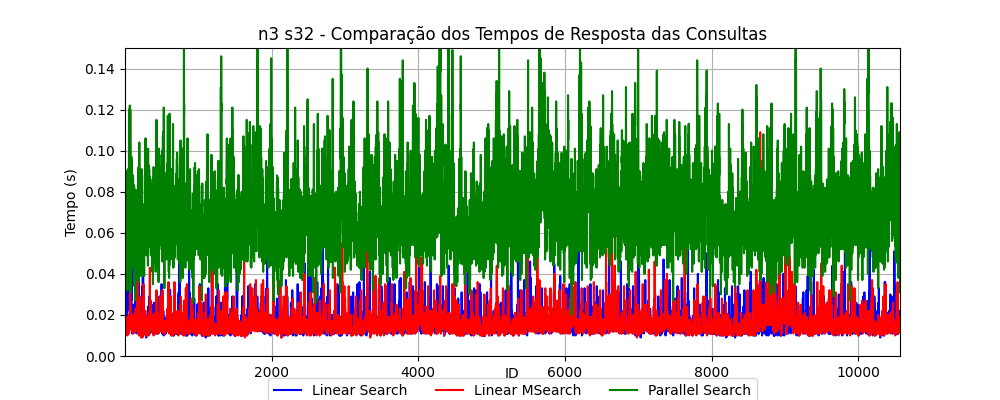 n3 s32 - Comparação dos Tempos de Resposta das Consultas
0.14
0.12
0.10
0.08
0.06
0.04
0.02
0.00
Tempo (s)
2000 4000 6000 8000 10000
ID
Linear Search Linear MSearch Parallel Search